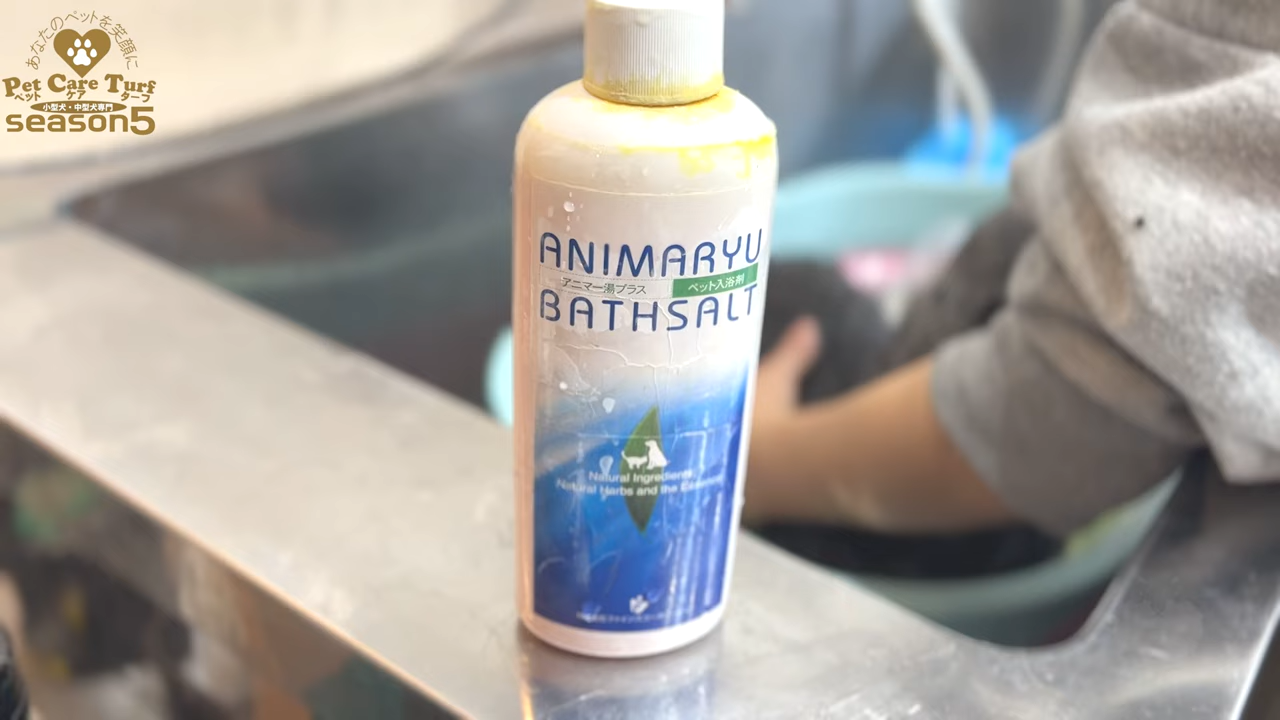 あなたのペットを笑顔に
Pet Care Turf
ペット ケア ターフ
小型犬・中型犬専門
season5
ANIMARYU
アニマー湯プラス ペット入浴剤
BATHSALT
Natural Ingredients
Natural Herbs and the